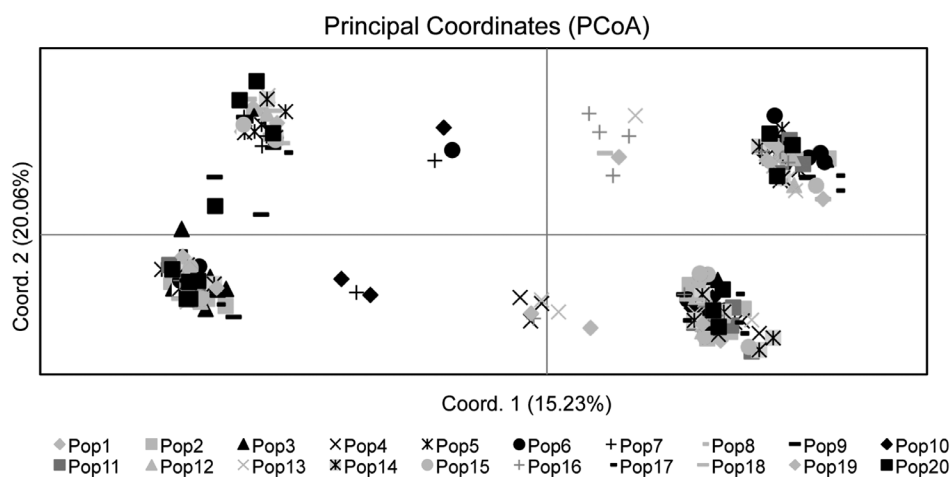 Principal Coordinates (PCoA)
Coord. 2 (20.06%)
Coord. 1 (15.23%)
Pop1 Pop2 Pop3 Pop4 Pop5 Pop6 Pop7 Pop8 Pop9 Pop10
Pop11 Pop12 Pop13 Pop14 Pop15 Pop16 Pop17 Pop18 Pop19 Pop20